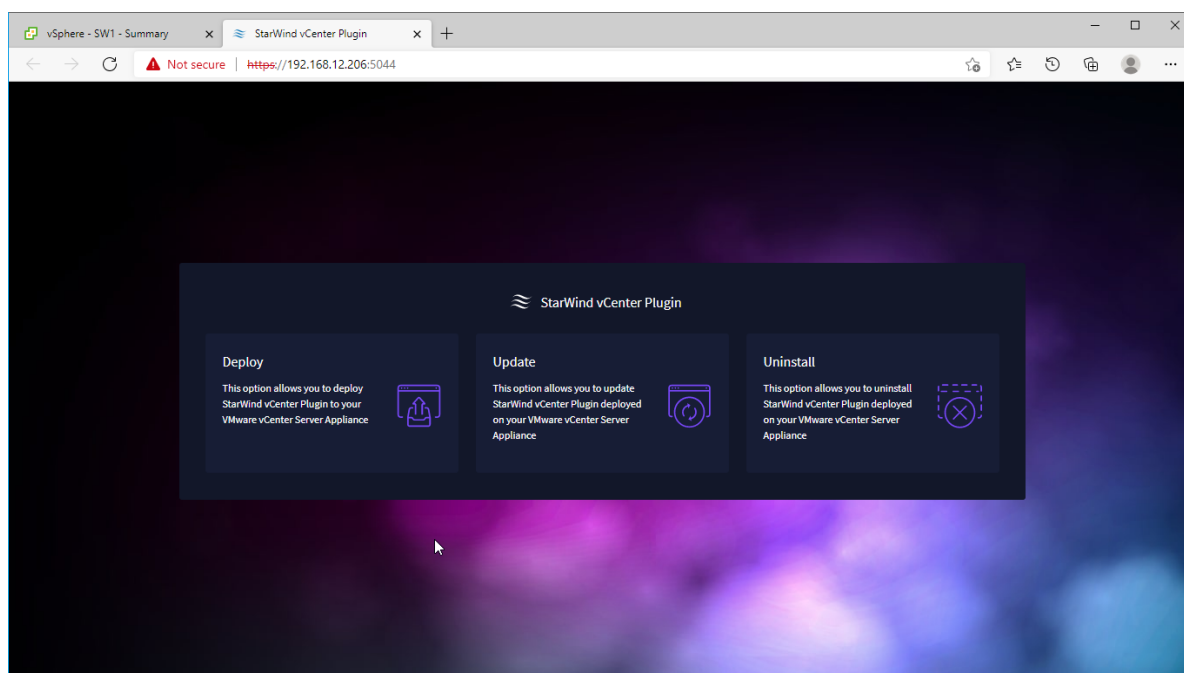 vSphere - SW1 - Summary
StarWind vCenter Plugin
Not secure
https://192.168.12.206:5044
StarWind vCenter Plugin
Deploy
This option allows you to deploy
StarWind vCenter Plugin to your
VMware vCenter Server Appliance
Update
This option allows you to update
StarWind vCenter Plugin deployed
on your VMware vCenter Server
Appliance
Uninstall
This option allows you to uninstall
StarWind vCenter Plugin deployed
on your VMware vCenter Server
Appliance